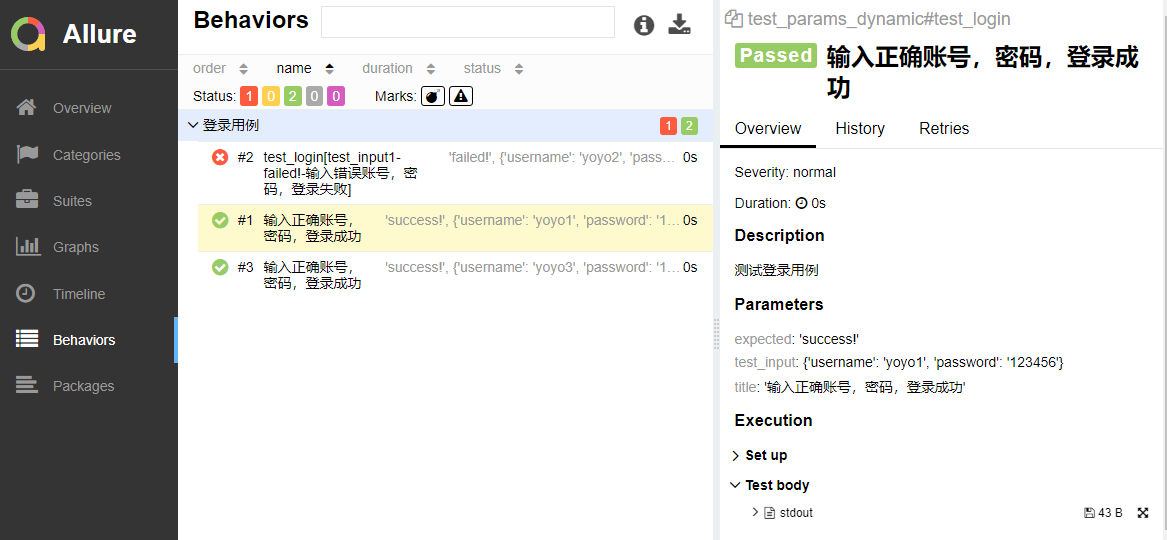 Allure
Overview
Categories
Suites
Graphs
Timeline
Behaviors
Packages
Behaviors
order name duration status
Status: 1 0 2 0 0 Marks:
登录用例 1 2
#2 test_login[test_input1-failed!-输入错误账号，密码，登录失败] 'failed!', {'username': 'yoyo2', 'pass... 0s
#1 输入正确账号，密码，登录成功 'success!', {'username': 'yoyo1', 'password': '1... 0s
#3 输入正确账号，密码，登录成功 'success!', {'username': 'yoyo3', 'password': '1... 0s
test_params_dynamic#test_login
Passed 输入正确账号，密码，登录成功
Overview History Retries
Severity: normal
Duration: 0s
Description
测试登录用例
Parameters
expected: 'success!'
test_input: {'username': 'yoyo1', 'password': '123456'}
title: '输入正确账号，密码，登录成功'
Execution
Set up
Test body
stdout 43 B